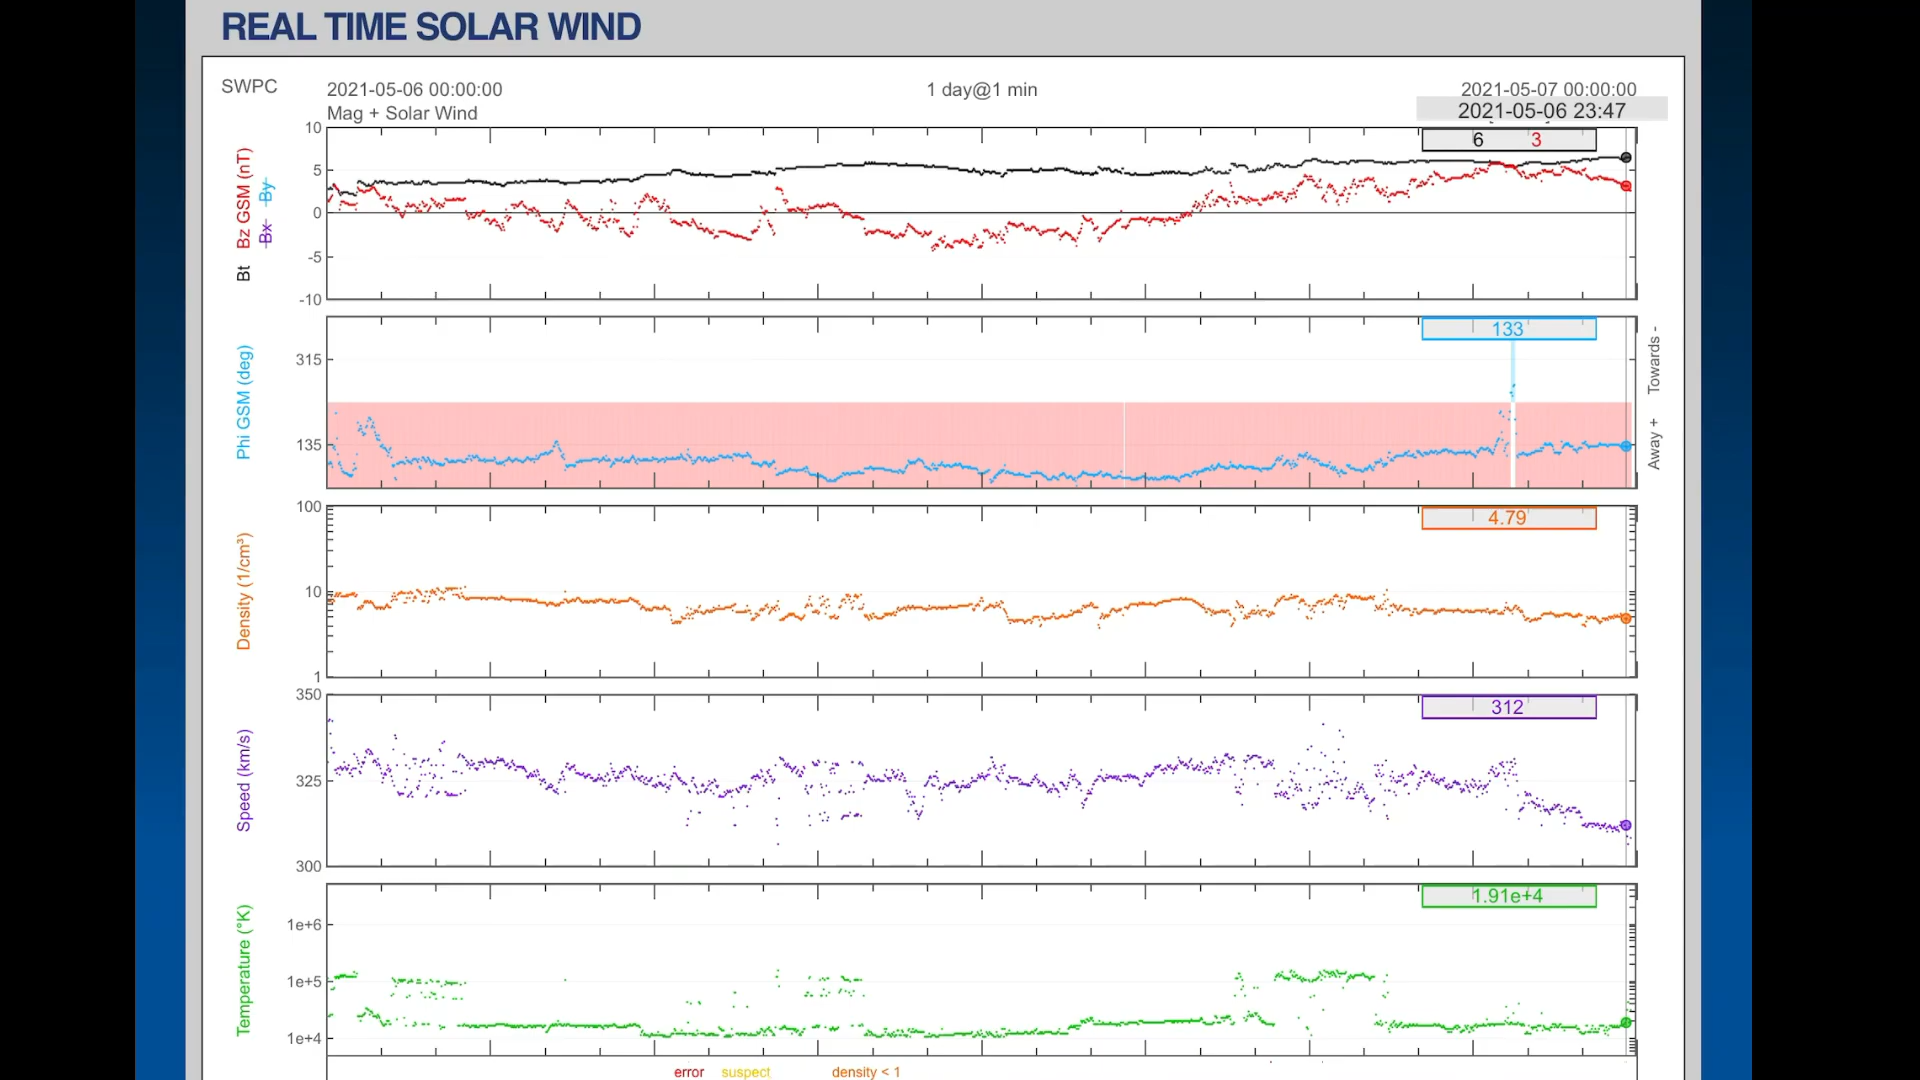 REAL TIME SOLAR WIND
SWPC
2021-05-06 00:00:00
1 day@1 min
2021-05-07 00:00:00
Mag + Solar Wind
2021-05-06 23:47
6 3
10
5
0
-5
-10
Bt Bz GSM (nT)
Bx By
133
315
135
Phi GSM (deg)
Towards -
Away +
4.79
100
10
1
Density (1/cm³)
312
350
325
300
Speed (km/s)
1.91e+4
1e+6
1e+5
1e+4
Temperature (°K)
error suspect density < 1